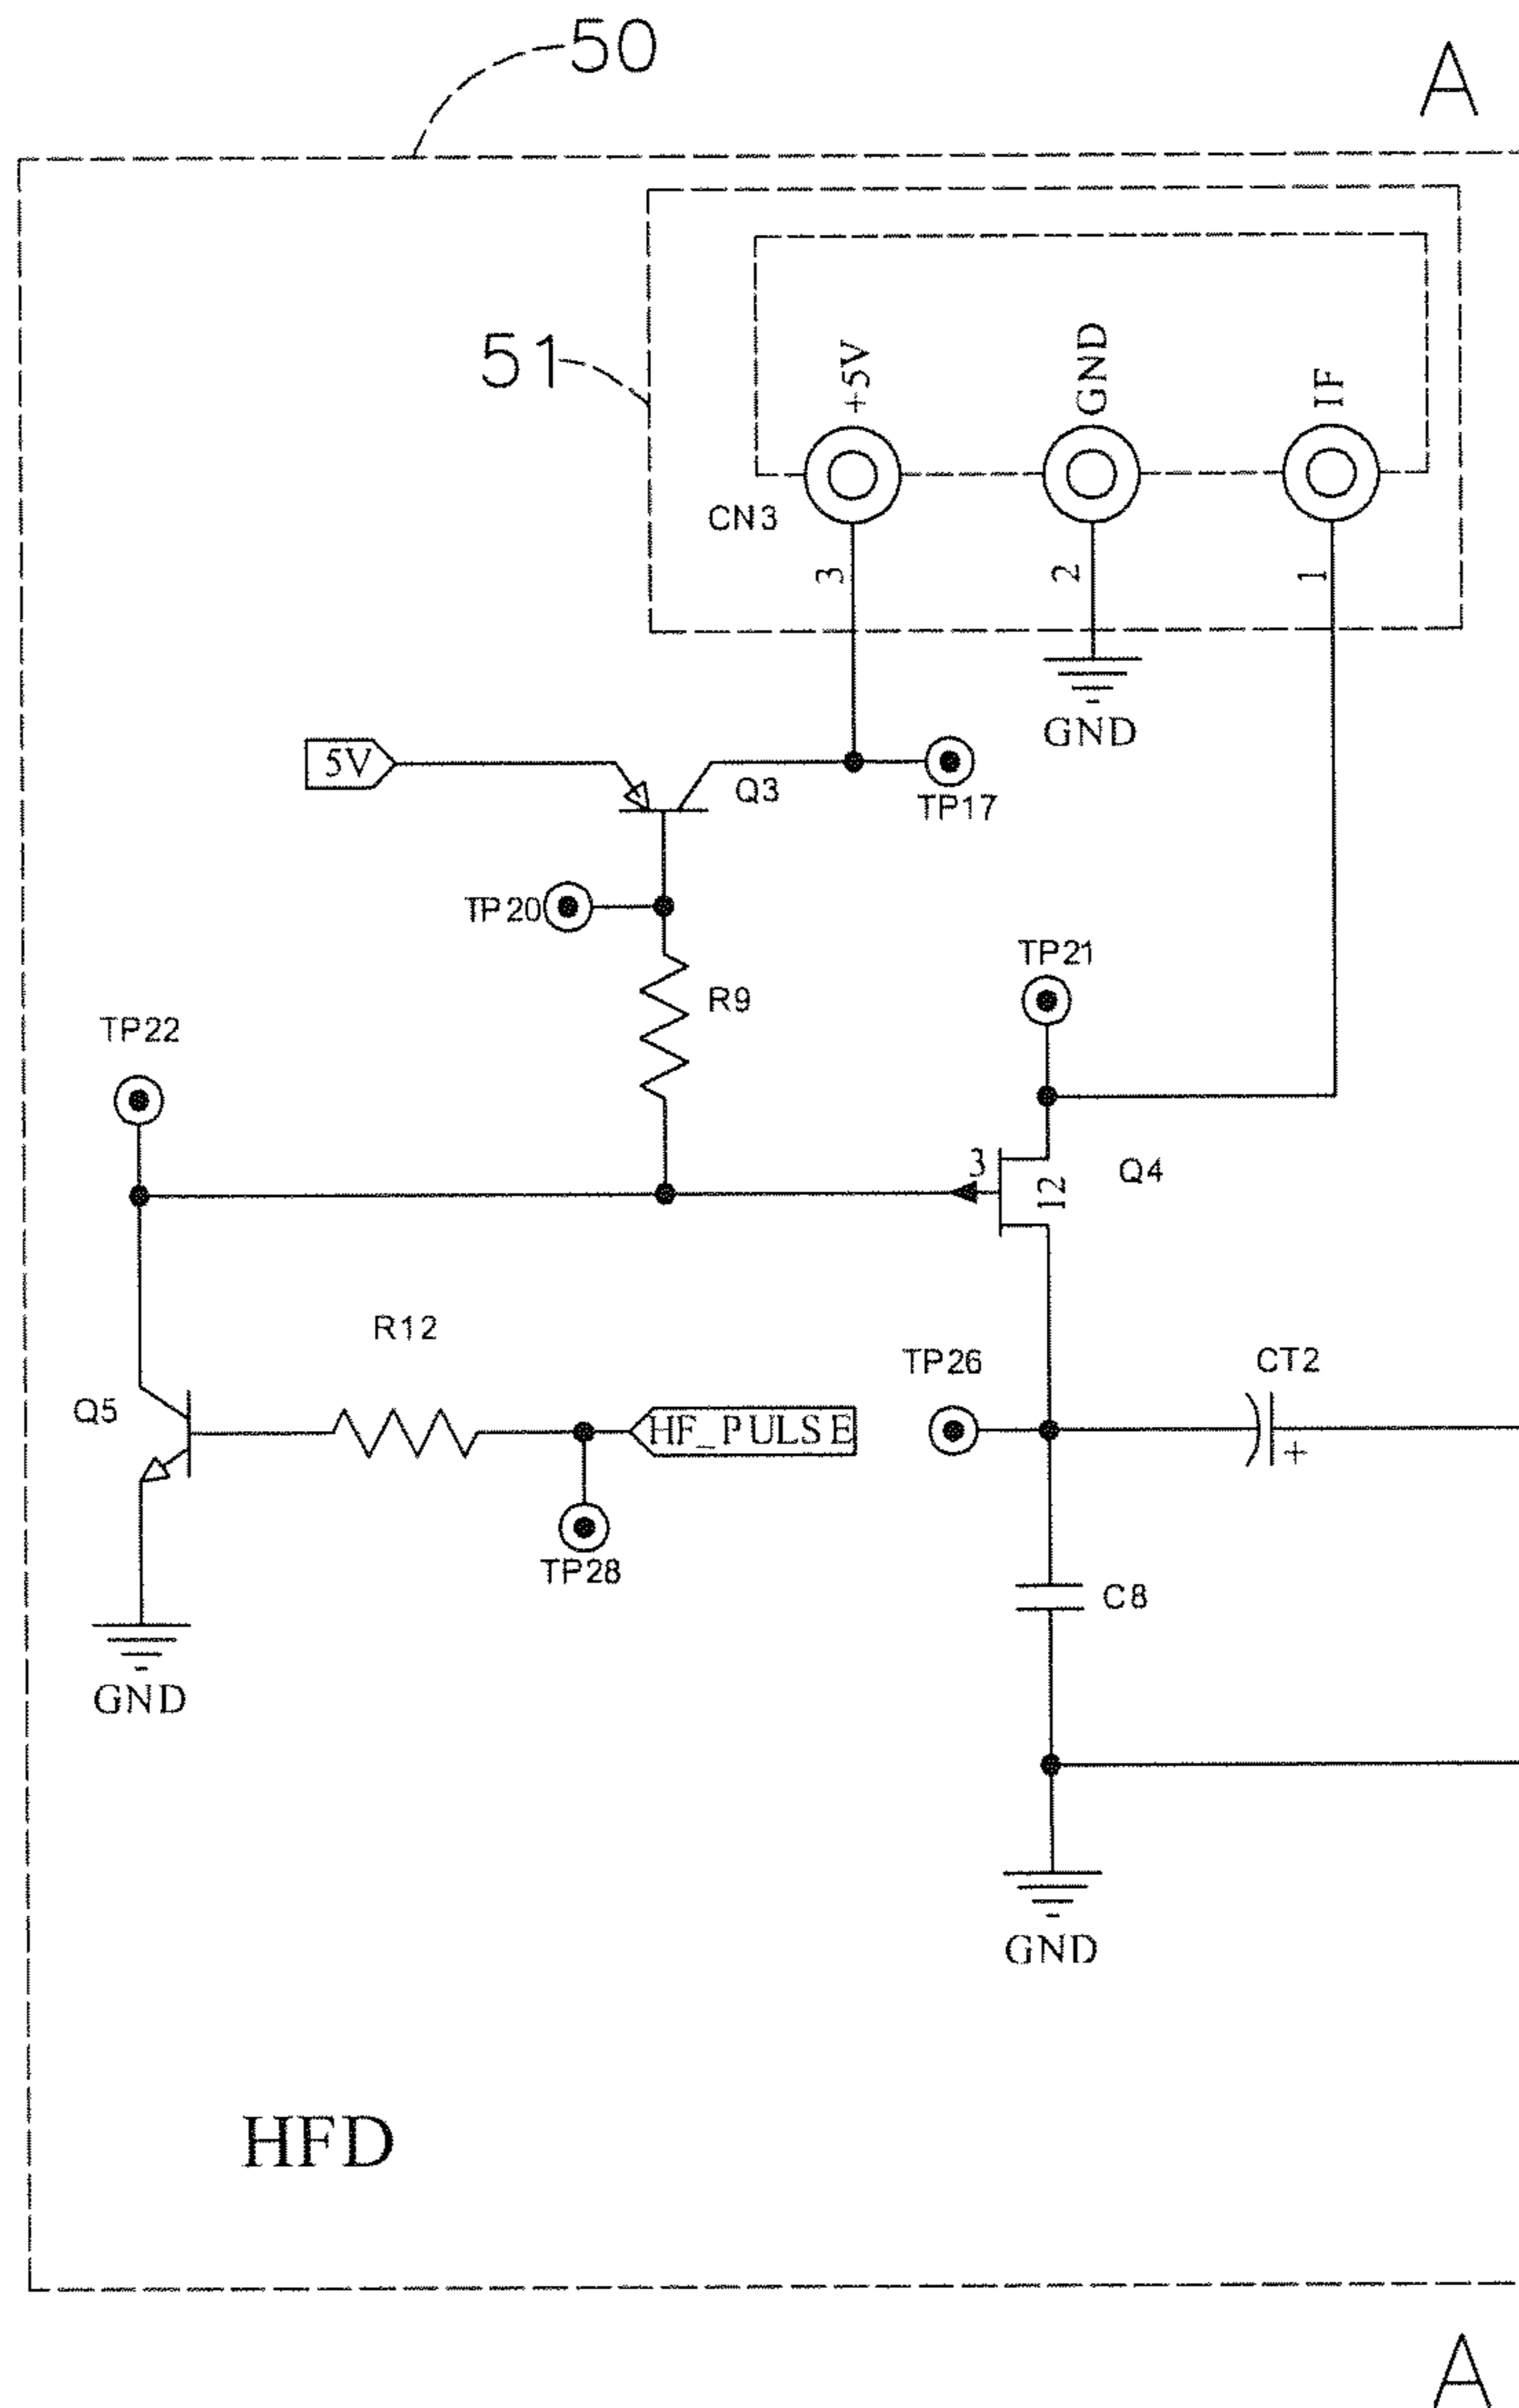 50
A
51
+5V
GND
IF
CN3
3
2
1
GND
5V
Q3
TP17
TP20
TP21
R9
TP22
3
12
Q4
R12
TP26
CT2
Q5
HF_PULSE
+
TP28
C8
GND
GND
HFD
A